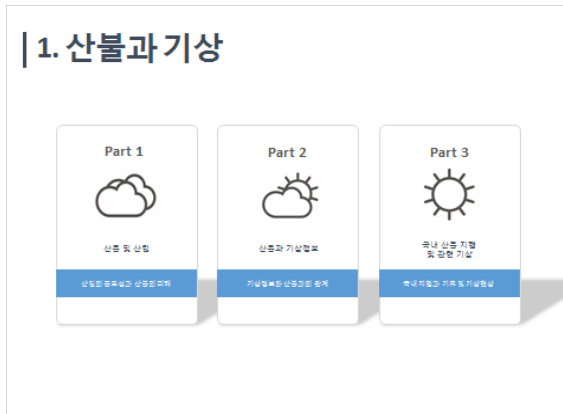 1. 산불과 기상
Part 1
Part 2
Part 3
산불 및 산림
산불과 기상정보
국내 산불 지형
및 관련 기상
산림의 중요성과 산불의 피해
기상정보와 산불과의 관계
국내 지형과 기후 및 기상현상